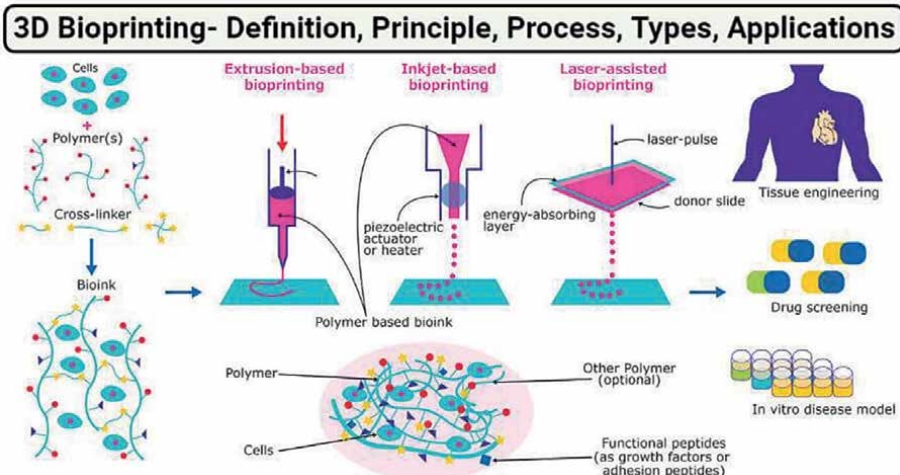 3D Bioprinting- Definition, Principle, Process, Types, Applications
Cells
+
Polymer(s)
Cross-linker
Bioink
Extrusion-based
bioprinting
Inkjet-based
bioprinting
Laser-assisted
bioprinting
piezoelectric
actuator
or heater
energy-absorbing
layer
laser-pulse
donor slide
Polymer based bioink
Tissue engineering
Drug screening
In vitro disease model
Polymer
Cells
Other Polymer
(optional)
Functional peptides
(as growth factors or
adhesion peptides)